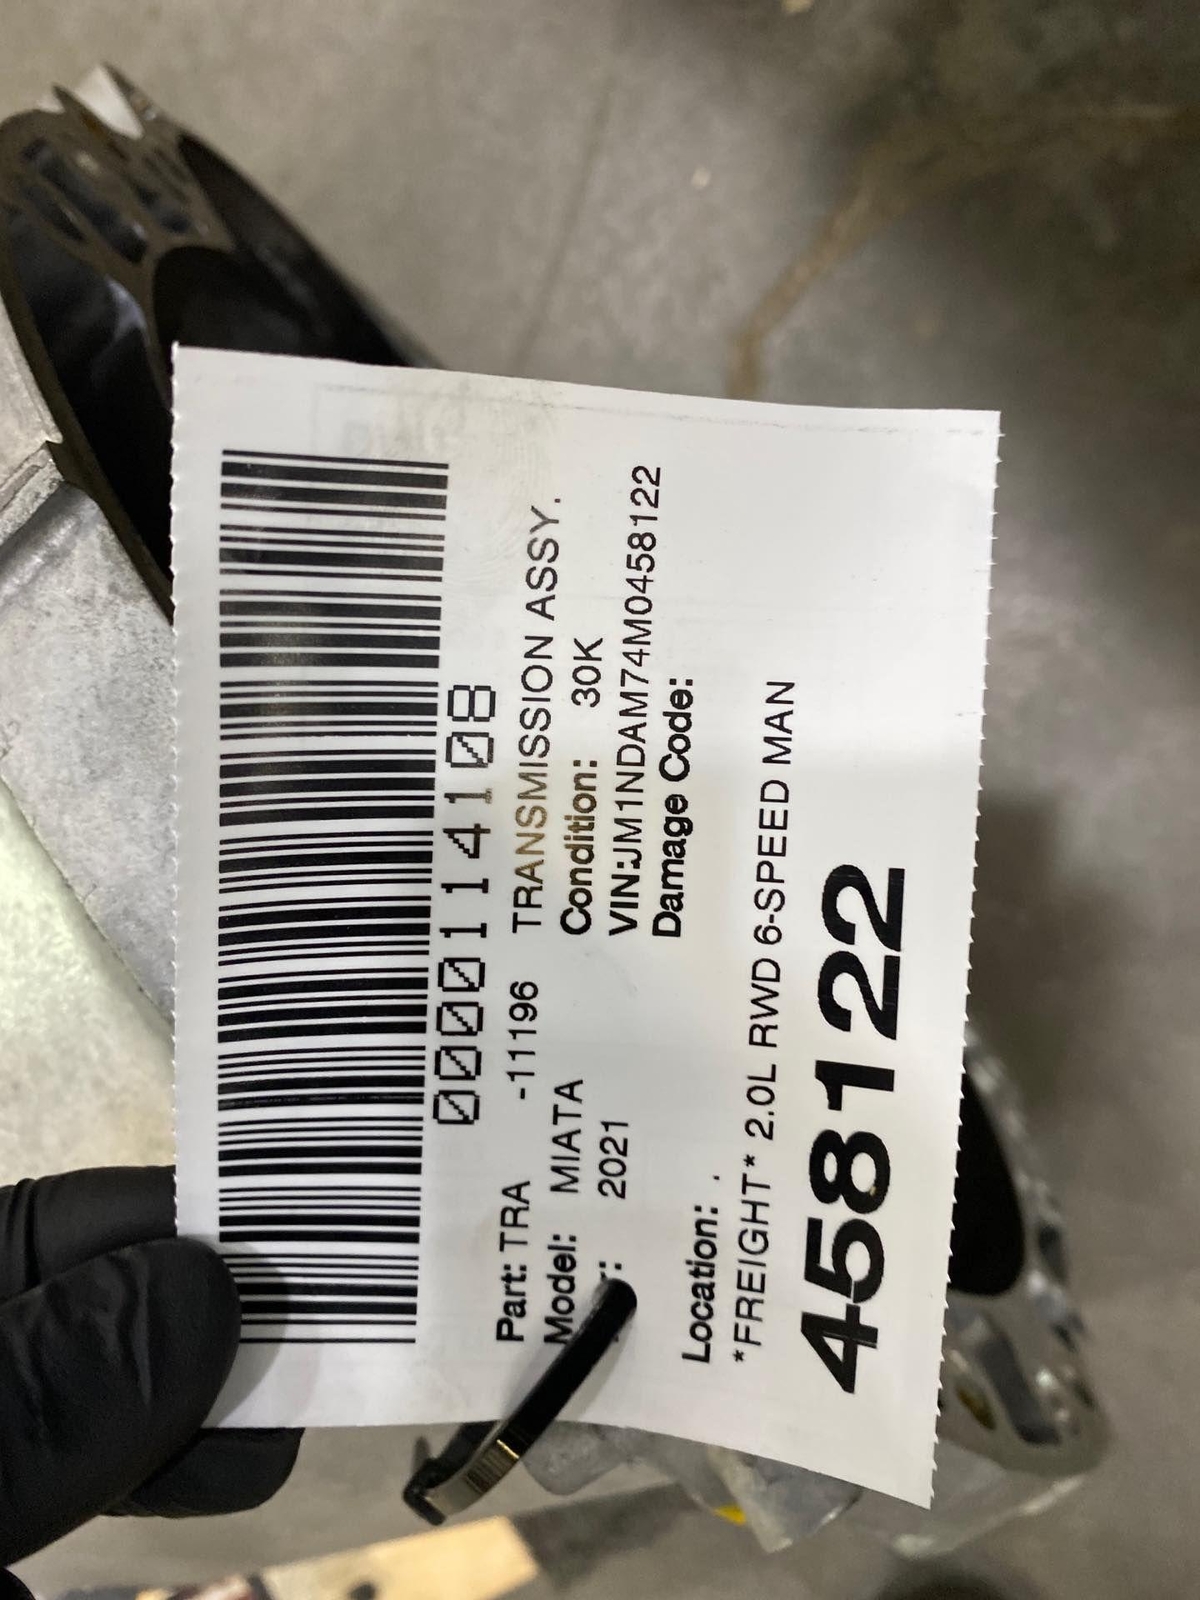 0000114108
Part: TRA -11196 TRANSMISSION ASSY.
Model: MIATA Condition: 30K
: 2021 VIN:JM1NDAM74M0458122
Damage Code:
Location: .
*FREIGHT* 2.0L RWD 6-SPEED MAN
458122